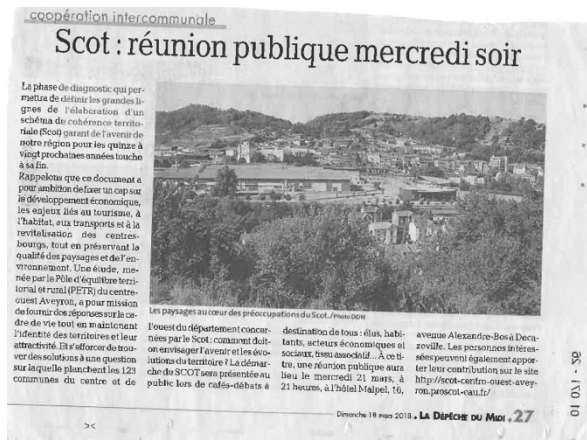 coopération intercommunale
Scot : réunion publique mercredi soir
La phase de diagnostic qui per-
mettra de définir les grandes li-
gnes de l'élaboration d'un
schéma de cohérence territo-
riale (Scot) garant de l'avenir de
notre région pour les quinze à
vingt prochaines années touche
à sa fin.
Rappelons que ce document a
pour ambition de fixer un cap sur
le développement économique,
les enjeux liés au tourisme, à
l'habitat, aux transports et à la
revitalisation des centres-
bourgs, tout en préservant la
qualité des paysages et de l'en-
vironnement. Une étude, me-
née par le Pôle d'équilibre terri-
torial et rural (PETR) du centre-
ouest Aveyron, a pour mission
de fournir des réponses sur le ca-
dre de vie tout en maintenant
l'identité des territoires et leur
attractivité. Et s'efforcer de trou-
ver des solutions à une question
sur laquelle planchent les 123
communes du centre et de
Les paysages au cœur des préoccupations du Scot./Photo DDM
l'ouest du département concer-
nées par le Scot : comment doit-
on envisager l'avenir et les évo-
lutions du territoire ? La démar-
che du SCOT sera présentée au
public lors de cafés-débats à
destination de tous : élus, habi-
tants, acteurs économiques et
sociaux, tissu associatif... À ce ti-
tre, une réunion publique aura
lieu le mercredi 21 mars, à
21 heures, à l'hôtel Malpel, 16,
avenue Alexandre-Bos à Deca-
zeville. Les personnes intéres-
sées peuvent également appor-
ter leur contribution sur le site
http://scot-centre-ouest-avey-
ron.proscot-eau.fr/
Dimanche 18 mars 2018. LA DÉPÊCHE DU MIDI. 27